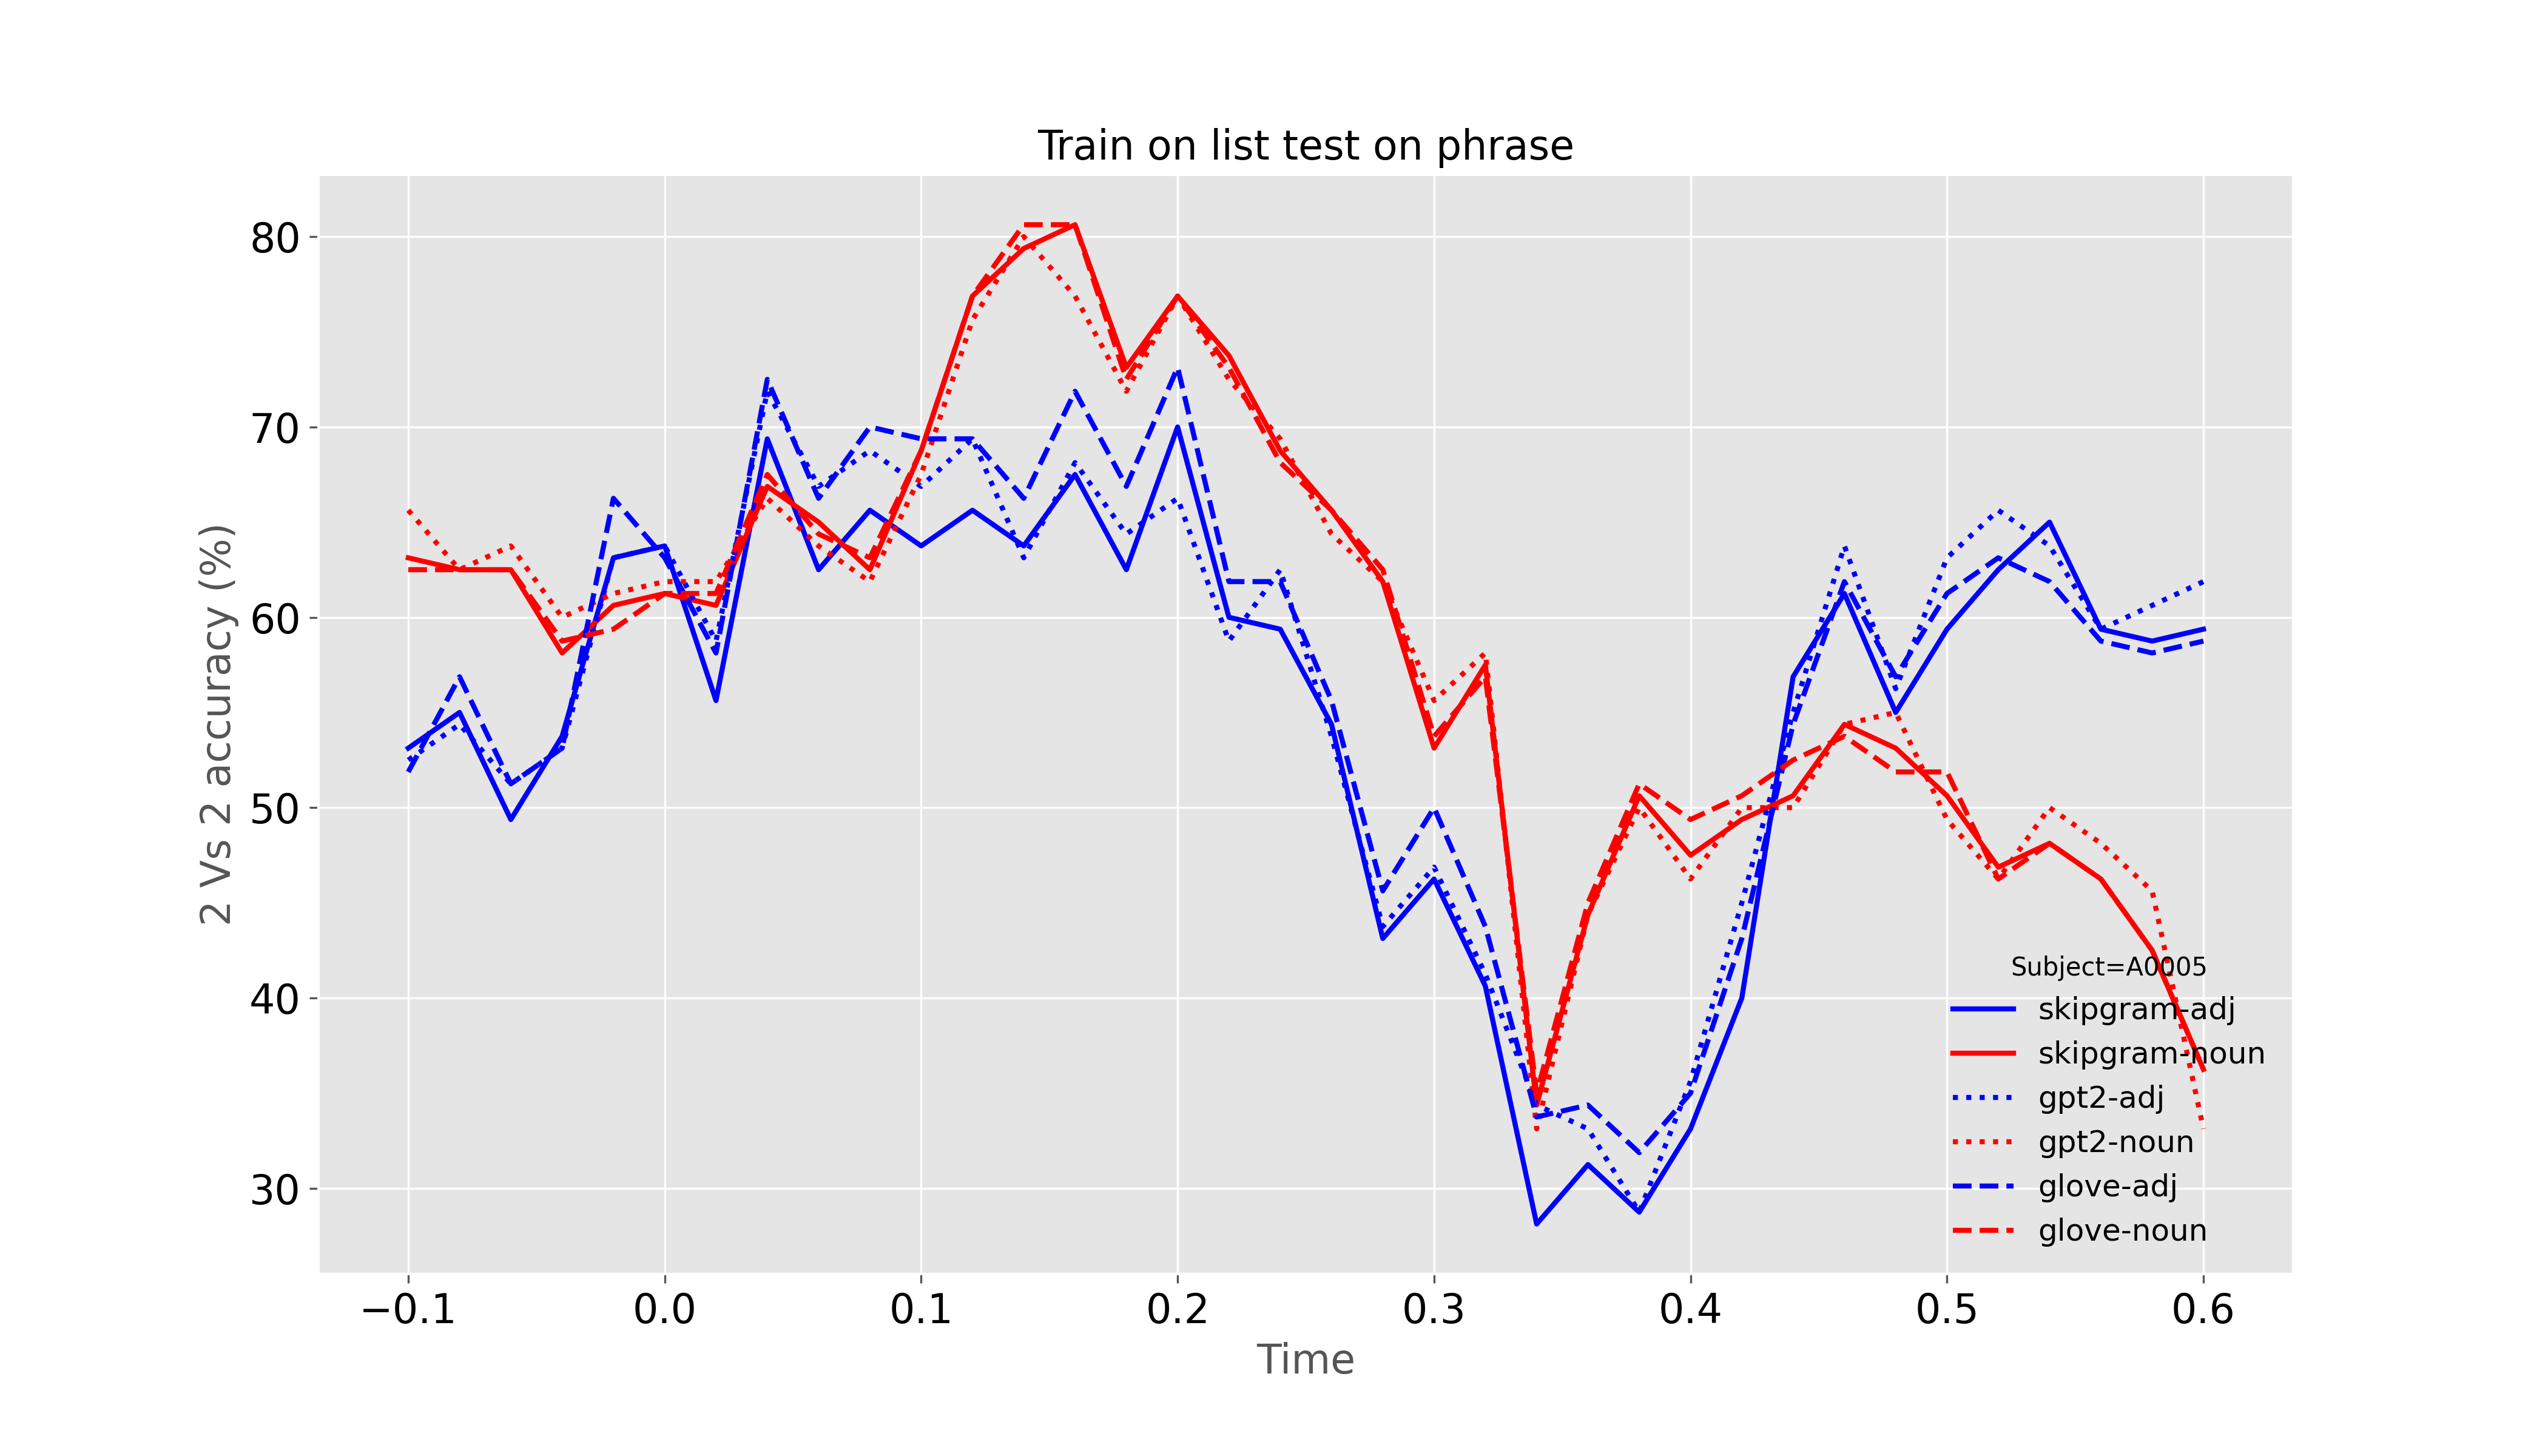 Train on list test on phrase
2 Vs 2 accuracy (%)
80
70
60
50
40
30
Subject=A0005
skipgram-adj
skipgram-noun
gpt2-adj
gpt2-noun
glove-adj
glove-noun
−0.1 0.0 0.1 0.2 0.3 0.4 0.5 0.6
Time